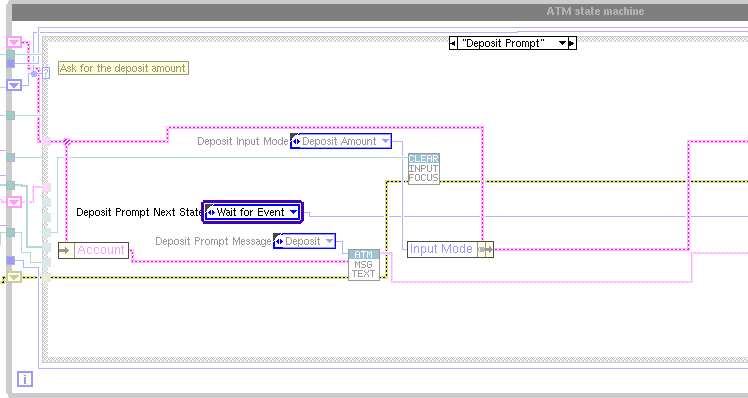 ATM state machine
"Deposit Prompt"
?
Ask for the deposit amount
Deposit Input Mode
Deposit Amount
CLEAR
INPUT
FOCUS
Deposit Prompt Next State
Wait for Event
Deposit Prompt Message
Deposit
Account
Input Mode
ATM
MSG
TEXT
i